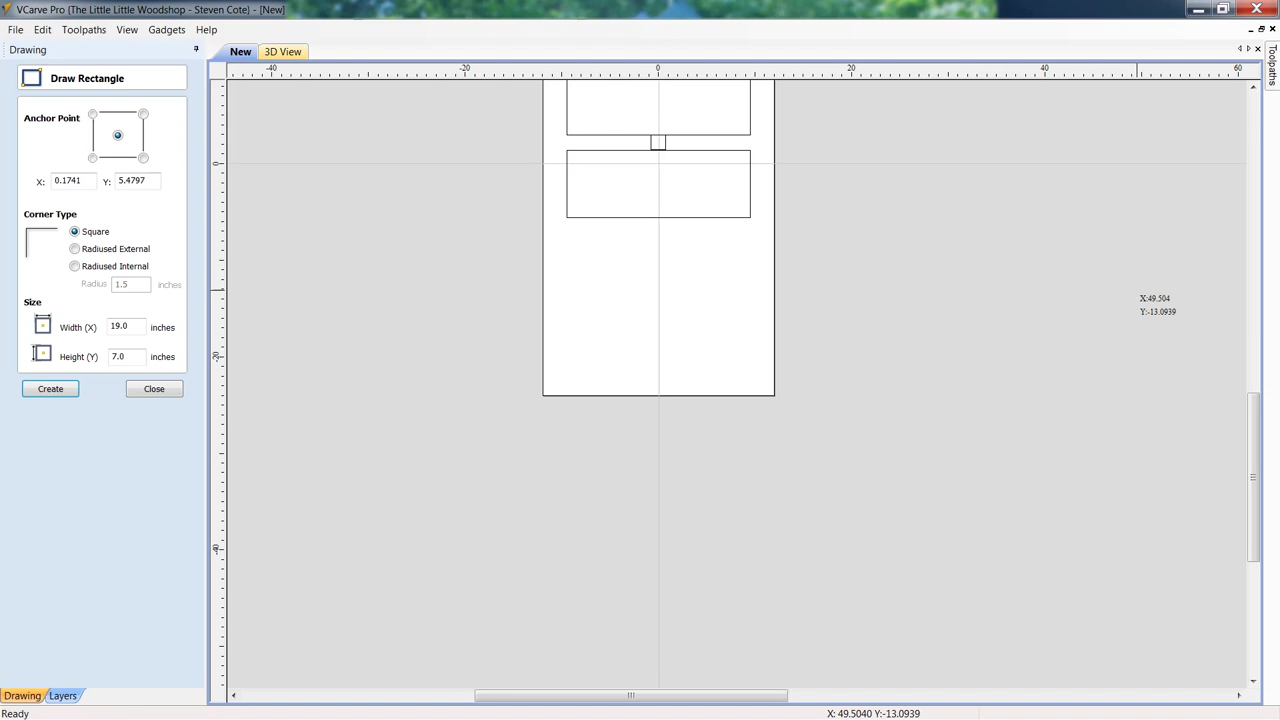 VCarve Pro {The Little Little Woodshop - Steven Cote} - [New]
File Edit Toolpaths View Gadgets Help
Drawing
New 3D View
Toolpaths
-40 -20 0 20 40 60
Draw Rectangle
Anchor Point
X: 0.1741 Y: 5.4797
0
Corner Type
Square
Radiused External
Radiused Internal
Radius 1.5 inches
Size
X:49.504
Y:-13.0939
Width (X) 19.0 inches
Height (Y) 7.0 inches
-20
Create Close
-40
Drawing Layers
Ready X: 49.5040 Y:-13.0939